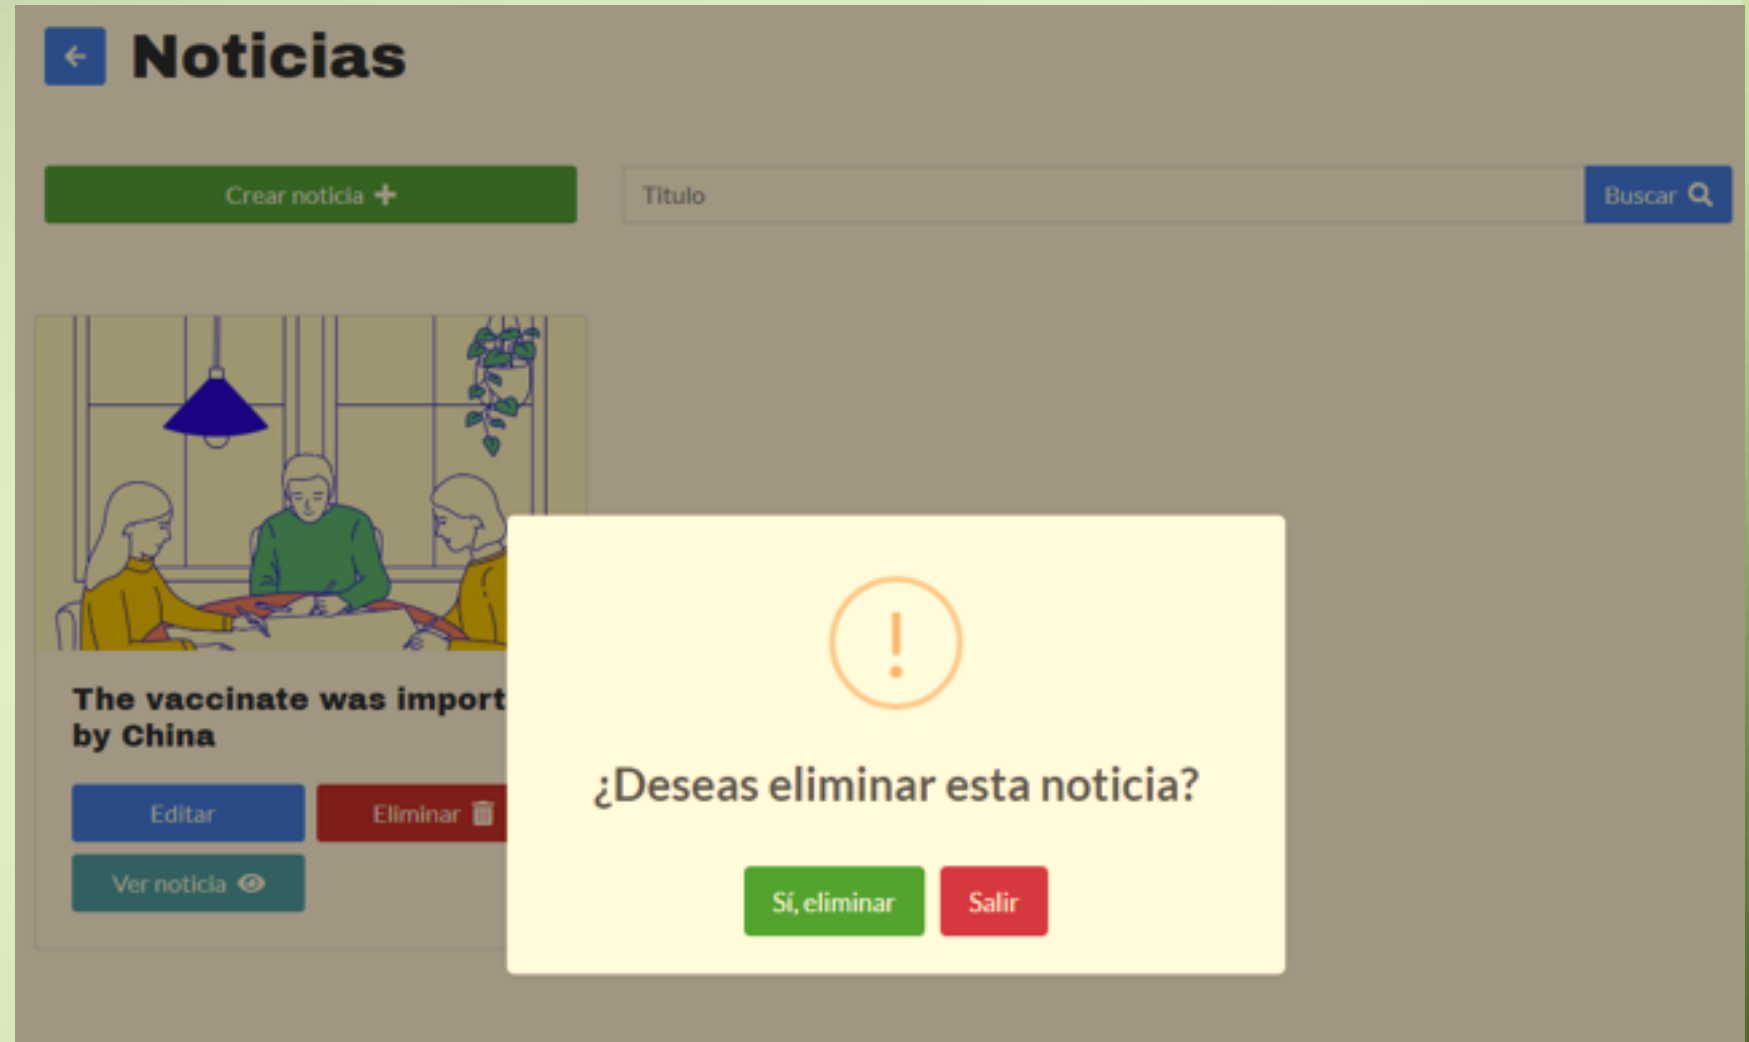 Noticias
Crear noticia
Titulo
Buscar
The vaccinate was import
by China
Editar
Eliminar
Ver noticia
!
¿Deseas eliminar esta noticia?
Sí, eliminar
Salir